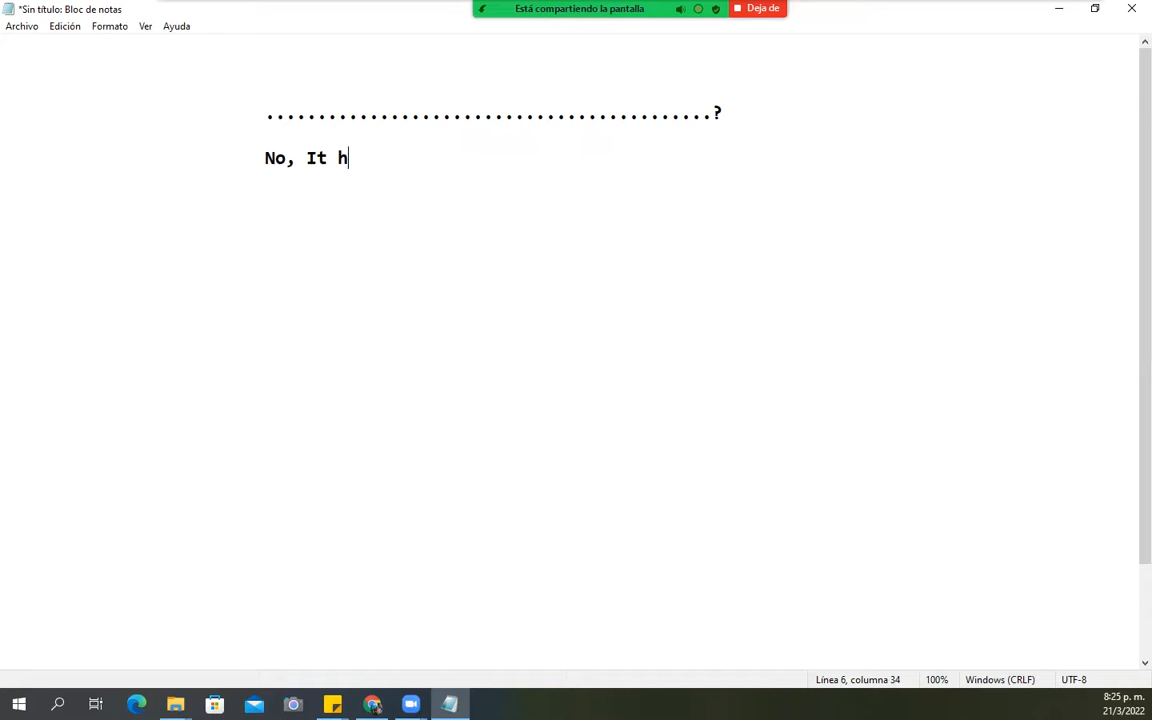 *Sin título: Bloc de notas
Está compartiendo la pantalla
Deja de
Archivo Edición Formato Ver Ayuda
...........................................?
No, It h
Línea 6, columna 34 100% Windows (CRLF) UTF-8
8:25 p. m.
21/3/2022